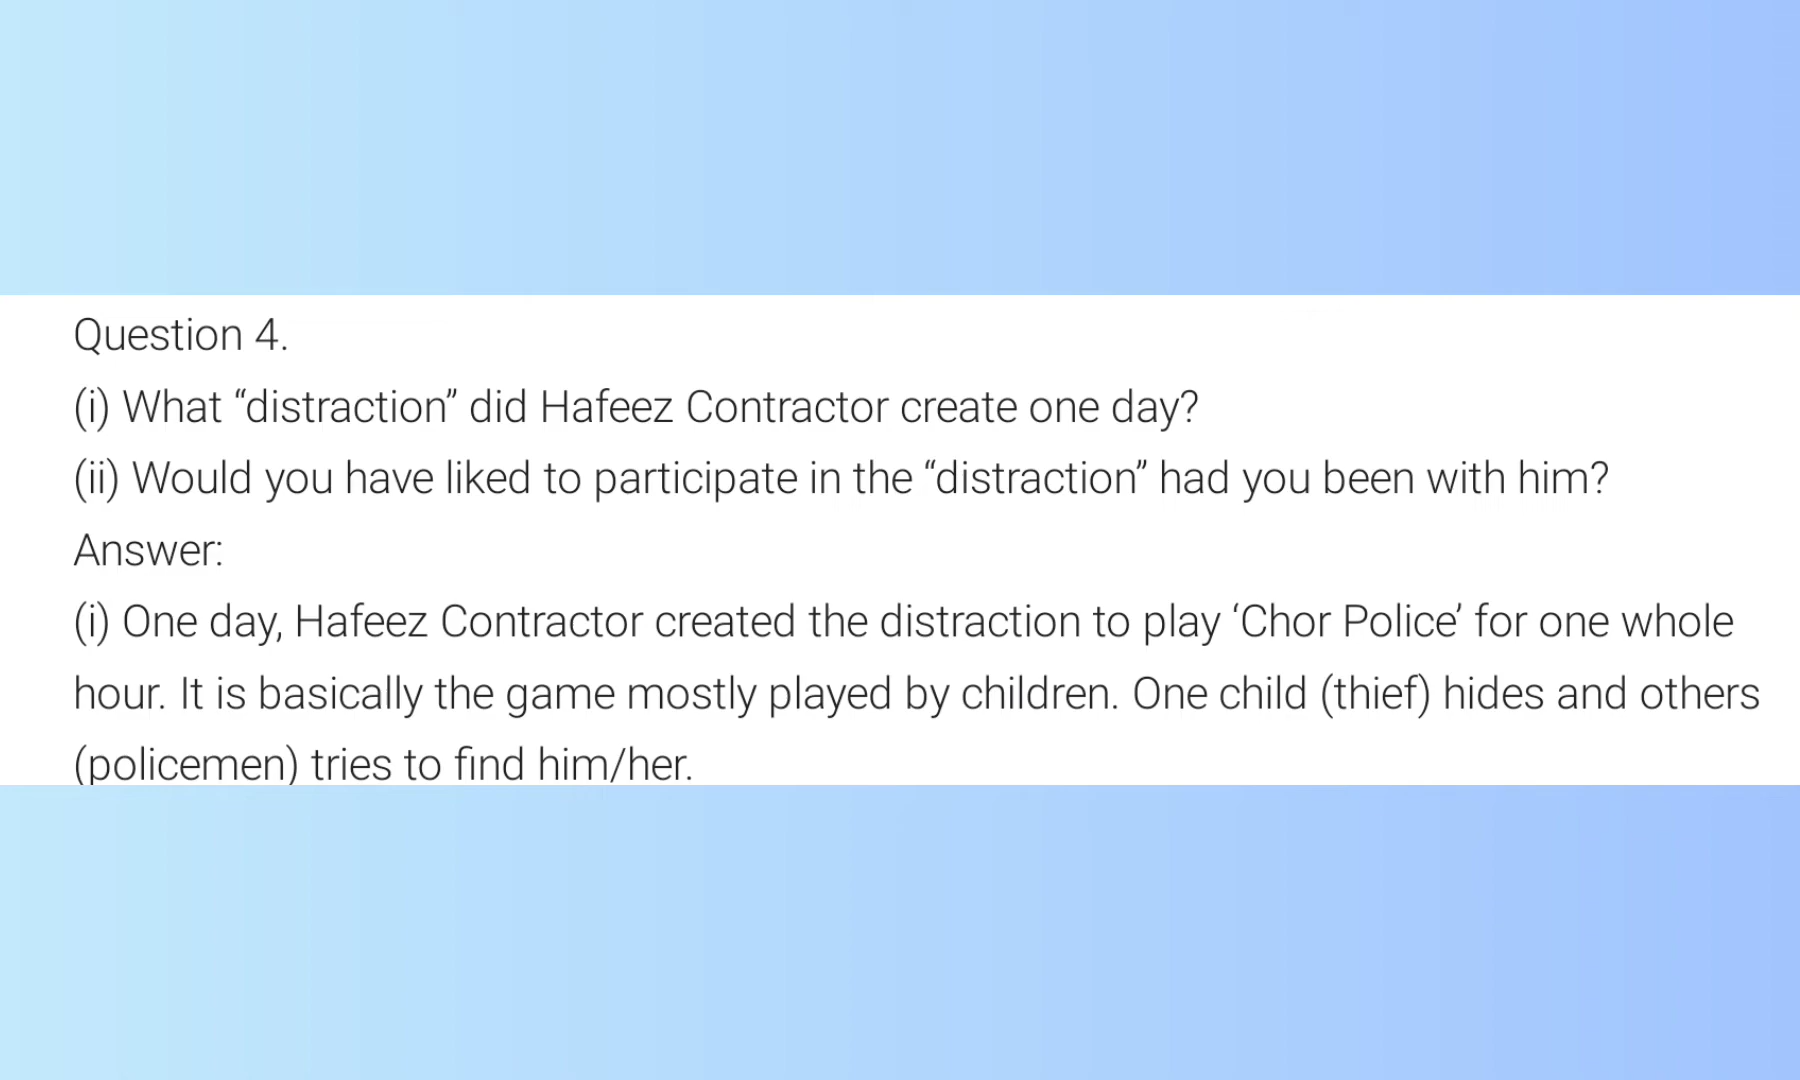 Question 4.
(i) What “distraction” did Hafeez Contractor create one day?
(ii) Would you have liked to participate in the “distraction” had you been with him?
Answer:
(i) One day, Hafeez Contractor created the distraction to play ‘Chor Police’ for one whole
hour. It is basically the game mostly played by children. One child (thief) hides and others
(policemen) tries to find him/her.